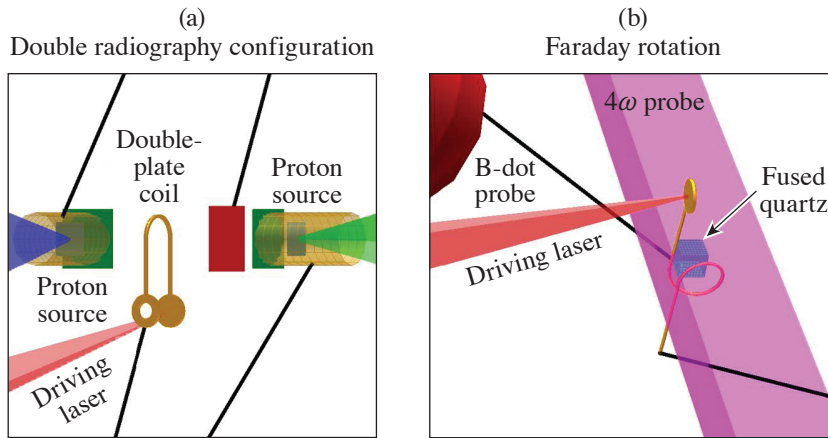 (a)
Double radiography configuration
Double-
plate
coil
Proton
source
Proton
source
Driving
laser
(b)
Faraday rotation
4ω probe
B-dot
probe
Fused
quartz
Driving laser